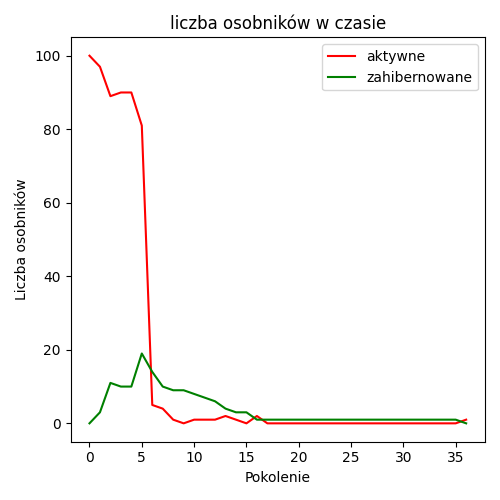 liczba osobników w czasie
aktywne
zahibernowane
Liczba osobników
100
80
60
40
20
0
0 5 10 15 20 25 30 35
Pokolenie